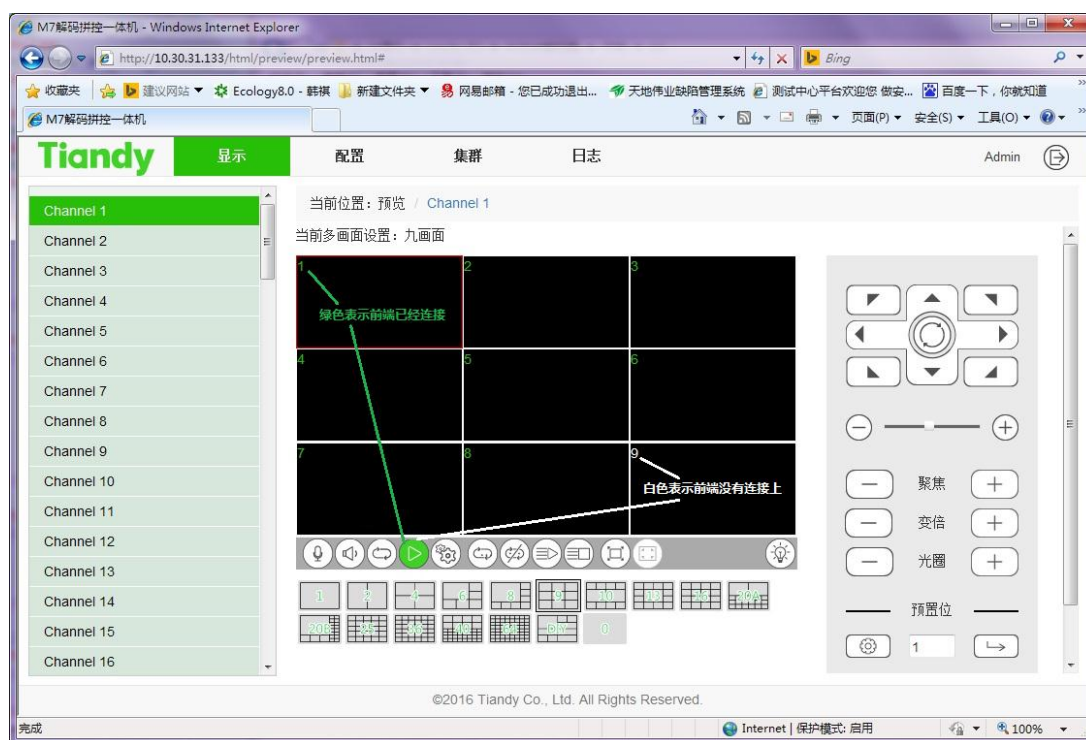 M7解码拼控一体机 - Windows Internet Explorer
http://10.30.31.133/html/preview/preview.html#
Bing
收藏夹 建议网站 Ecology8.0 - 韩祺 新建文件夹 网易邮箱 - 您已成功退出... 天地伟业缺陷管理系统 测试中心平台欢迎您 做安... 百度一下，你就知道
M7解码拼控一体机
页面(P) 安全(S) 工具(O)
Tiandy 显示 配置 集群 日志 Admin
Channel 1
Channel 2
Channel 3
Channel 4
Channel 5
Channel 6
Channel 7
Channel 8
Channel 9
Channel 10
Channel 11
Channel 12
Channel 13
Channel 14
Channel 15
Channel 16
当前位置：预览 / Channel 1
当前多画面设置：九画面
1 2 3
绿色表示前端已经连接
4 5 6
7 8 9
白色表示前端没有连接上
1 2 4 6 8 9 10 13 16 20A
20B 25 36 40 64 DIY 0
聚焦
变倍
光圈
预置位
1
©2016 Tiandy Co., Ltd. All Rights Reserved.
完成 Internet | 保护模式: 启用 100%